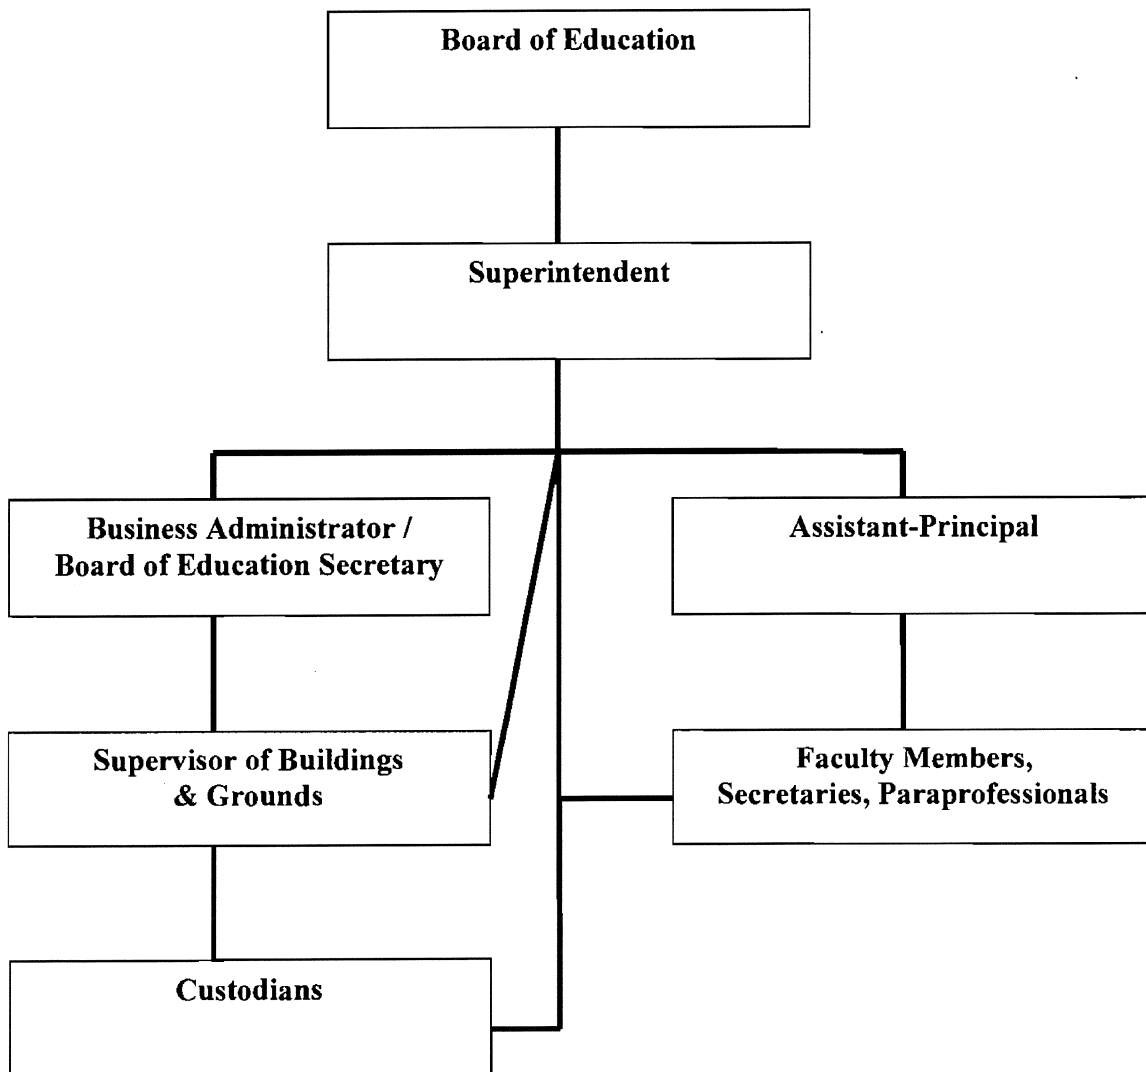 Board of Education
Superintendent
Business Administrator /
Board of Education Secretary
Assistant-Principal
Supervisor of Buildings
& Grounds
Faculty Members,
Secretaries, Paraprofessionals
Custodians